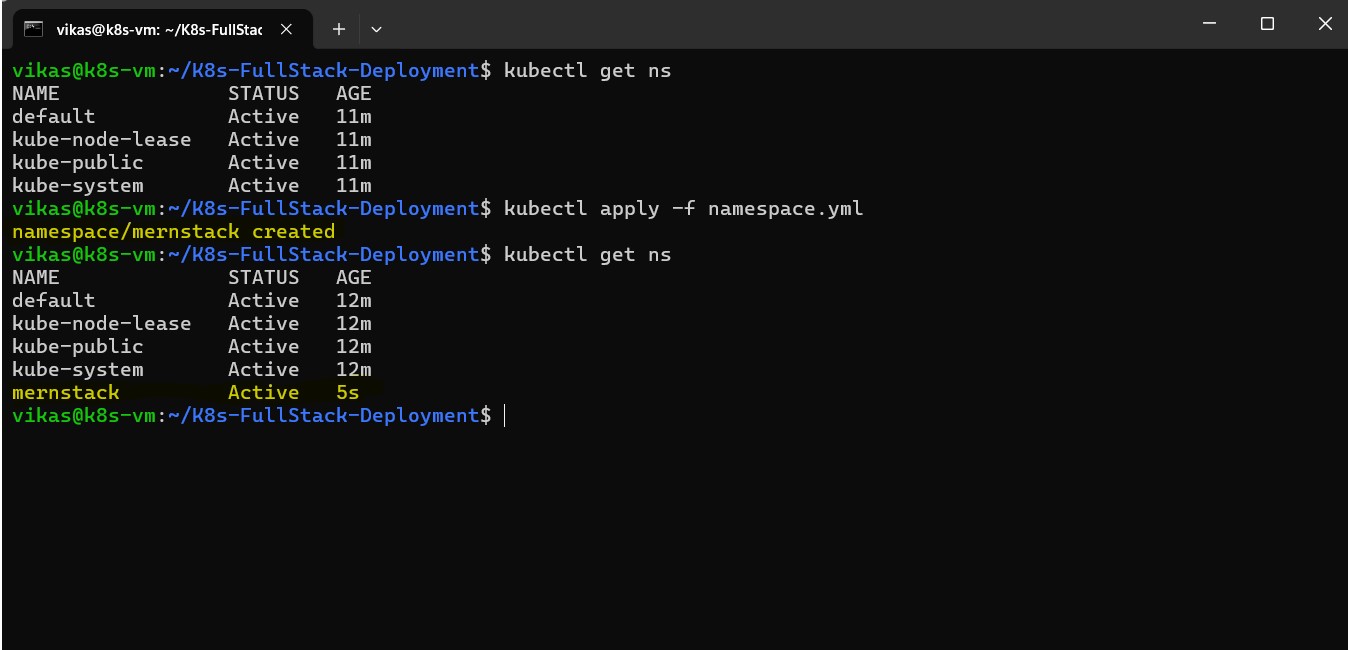 vikas@k8s-vm: ~/K8s-FullStac
vikas@k8s-vm:~/K8s-FullStack-Deployment$ kubectl get ns
NAME              STATUS   AGE
default           Active   11m
kube-node-lease   Active   11m
kube-public       Active   11m
kube-system       Active   11m
vikas@k8s-vm:~/K8s-FullStack-Deployment$ kubectl apply -f namespace.yml
namespace/mernstack created
vikas@k8s-vm:~/K8s-FullStack-Deployment$ kubectl get ns
NAME              STATUS   AGE
default           Active   12m
kube-node-lease   Active   12m
kube-public       Active   12m
kube-system       Active   12m
mernstack         Active   5s
vikas@k8s-vm:~/K8s-FullStack-Deployment$